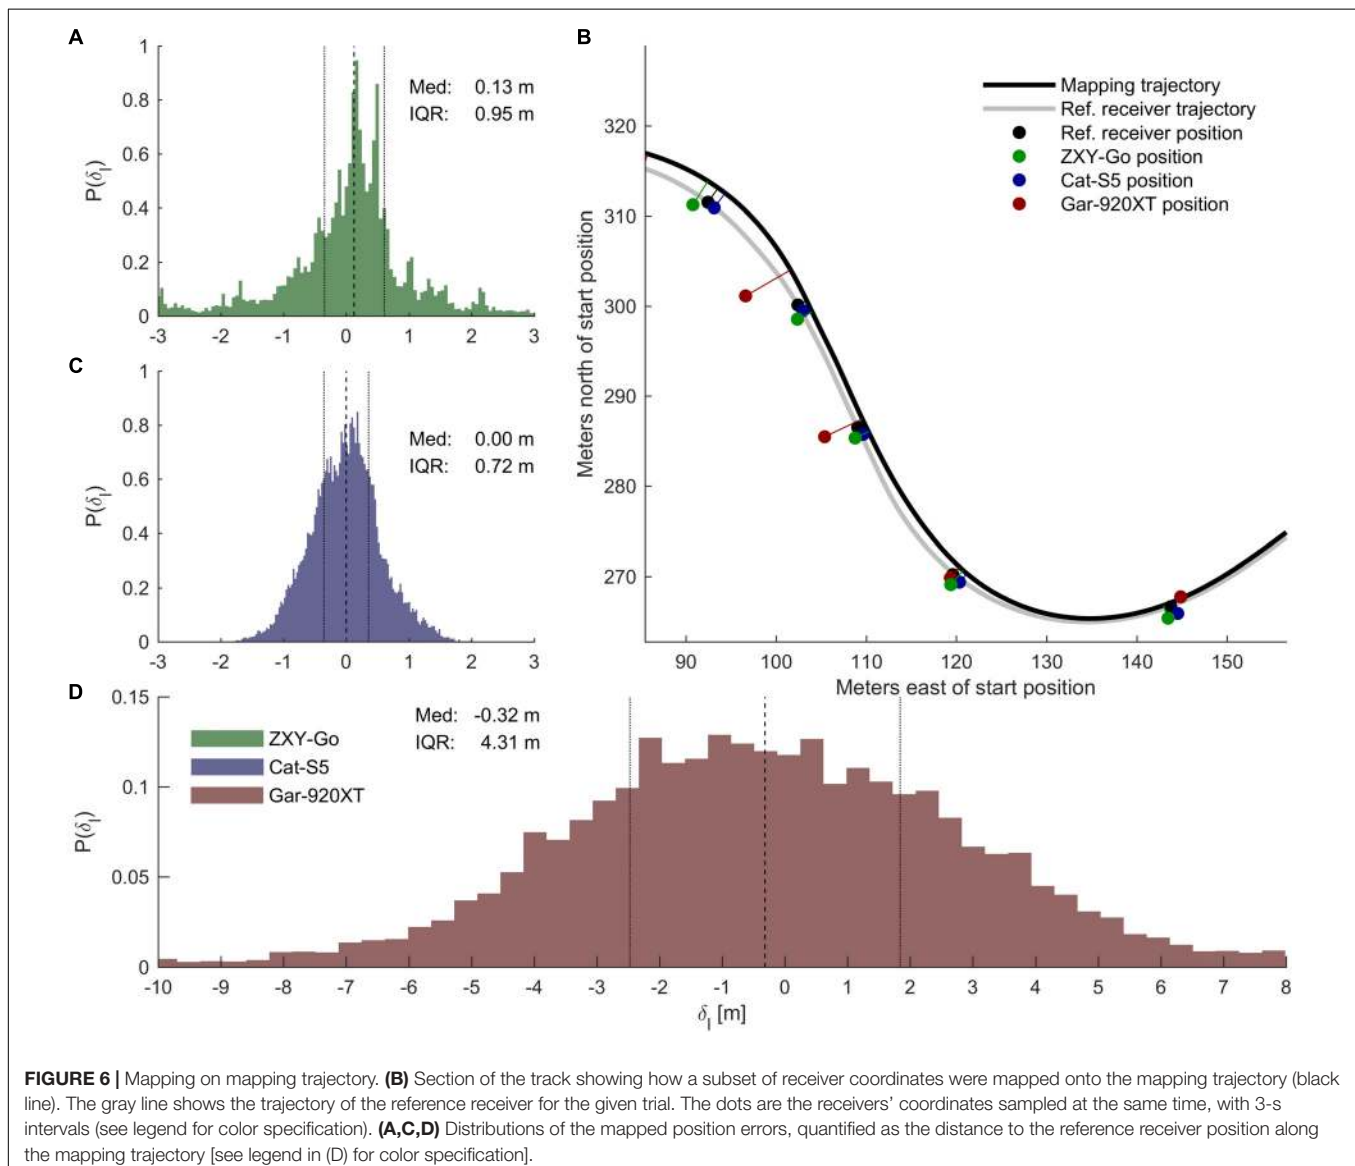 A
1
0.8
0.6
0.4
0.2
0
-3 -2 -1 0 1 2 3
P(δl)
Med: 0.13 m
IQR: 0.95 m
B
Mapping trajectory
Ref. receiver trajectory
Ref. receiver position
ZXY-Go position
Cat-S5 position
Gar-920XT position
320
310
300
290
280
270
Meters north of start position
90 100 110 120 130 140 150
Meters east of start position
C
1
0.8
0.6
0.4
0.2
0
-3 -2 -1 0 1 2 3
P(δl)
Med: 0.00 m
IQR: 0.72 m
D
0.15
0.1
0.05
0
P(δl)
Med: -0.32 m
IQR: 4.31 m
ZXY-Go
Cat-S5
Gar-920XT
-10 -9 -8 -7 -6 -5 -4 -3 -2 -1 0 1 2 3 4 5 6 7 8
δl [m]
FIGURE 6 | Mapping on mapping trajectory. (B) Section of the track showing how a subset of receiver coordinates were mapped onto the mapping trajectory (black
line). The gray line shows the trajectory of the reference receiver for the given trial. The dots are the receivers' coordinates sampled at the same time, with 3-s
intervals (see legend for color specification). (A,C,D) Distributions of the mapped position errors, quantified as the distance to the reference receiver position along
the mapping trajectory [see legend in (D) for color specification].